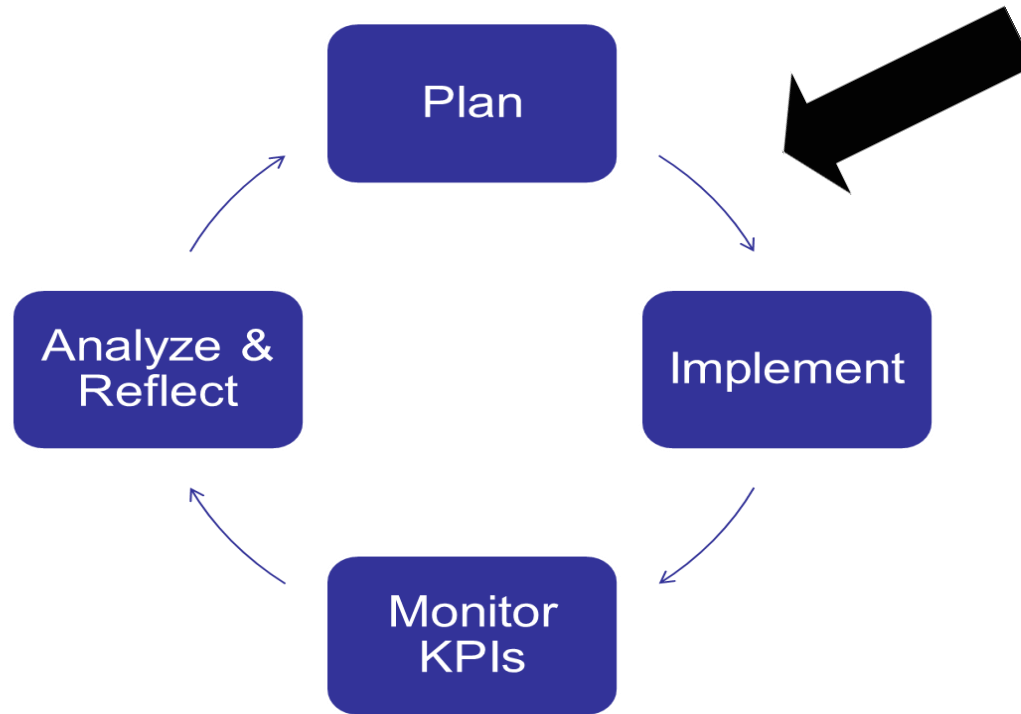 Plan
Implement
Monitor
KPIs
Analyze &
Reflect